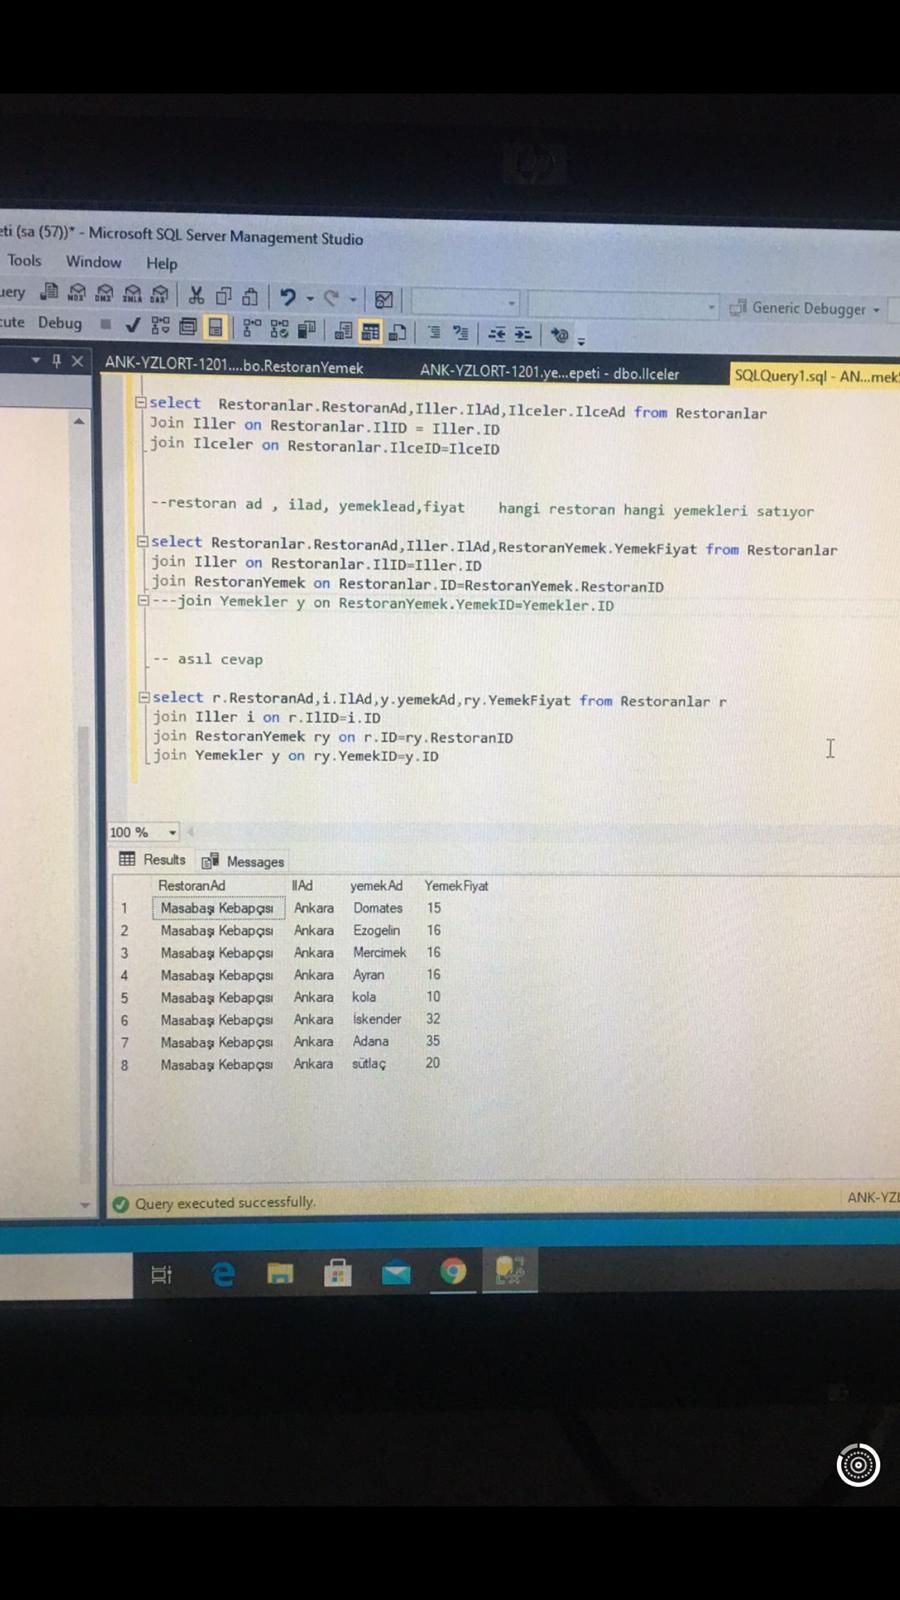 eti (sa (57))* - Microsoft SQL Server Management Studio
Tools Window Help
uery MDX DMX XMLA DAX Generic Debugger
cute Debug
ANK-YZLORT-1201....bo.RestoranYemek ANK-YZLORT-1201.ye...epeti - dbo.Ilceler SQLQuery1.sql - AN...mek
select Restoranlar.RestoranAd,Iller.IlAd,Ilceler.IlceAd from Restoranlar
Join Iller on Restoranlar.IlID = Iller.ID
join Ilceler on Restoranlar.IlceID=IlceID
--restoran ad , ilad, yemeklead,fiyat hangi restoran hangi yemekleri satıyor
select Restoranlar.RestoranAd,Iller.IlAd,RestoranYemek.YemekFiyat from Restoranlar
join Iller on Restoranlar.IlID=Iller.ID
join RestoranYemek on Restoranlar.ID=RestoranYemek.RestoranID
---join Yemekler y on RestoranYemek.YemekID=Yemekler.ID
-- asıl cevap
select r.RestoranAd,i.IlAd,y.yemekAd,ry.YemekFiyat from Restoranlar r
join Iller i on r.IlID=i.ID
join RestoranYemek ry on r.ID=ry.RestoranID
join Yemekler y on ry.YemekID=y.ID
100 %
Results Messages
RestoranAd IlAd yemekAd YemekFiyat
1 Masabaşı Kebapçısı Ankara Domates 15
2 Masabaşı Kebapçısı Ankara Ezogelin 16
3 Masabaşı Kebapçısı Ankara Mercimek 16
4 Masabaşı Kebapçısı Ankara Ayran 16
5 Masabaşı Kebapçısı Ankara kola 10
6 Masabaşı Kebapçısı Ankara İskender 32
7 Masabaşı Kebapçısı Ankara Adana 35
8 Masabaşı Kebapçısı Ankara sütlaç 20
Query executed successfully. ANK-YZL